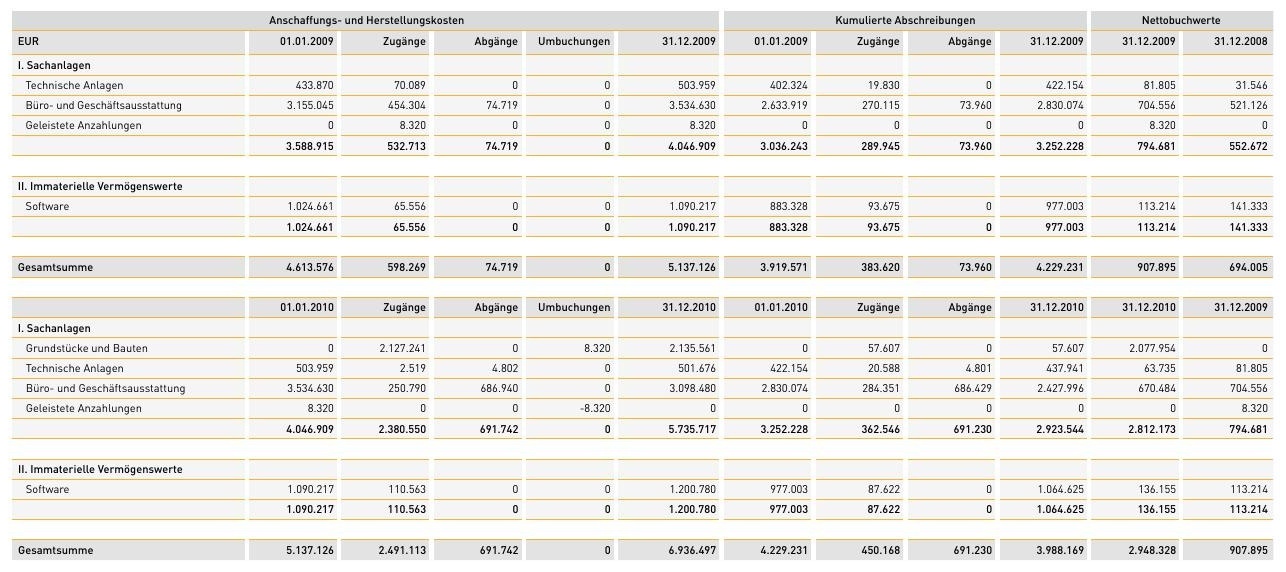 Anschaffungs- und Herstellungskosten Kumulierte Abschreibungen Nettobuchwerte
EUR 01.01.2009 Zugänge Abgänge Umbuchungen 31.12.2009 01.01.2009 Zugänge Abgänge 31.12.2009 31.12.2009 31.12.2008
I. Sachanlagen
Technische Anlagen 433.870 70.089 0 0 503.959 402.324 19.830 0 422.154 81.805 31.546
Büro- und Geschäftsausstattung 3.155.045 454.304 74.719 0 3.534.630 2.633.919 270.115 73.960 2.830.074 704.556 521.126
Geleistete Anzahlungen 0 8.320 0 0 8.320 0 0 0 0 8.320 0
3.588.915 532.713 74.719 0 4.046.909 3.036.243 289.945 73.960 3.252.228 794.681 552.672
II. Immaterielle Vermögenswerte
Software 1.024.661 65.556 0 0 1.090.217 883.328 93.675 0 977.003 113.214 141.333
1.024.661 65.556 0 0 1.090.217 883.328 93.675 0 977.003 113.214 141.333
Gesamtsumme 4.613.576 598.269 74.719 0 5.137.126 3.919.571 383.620 73.960 4.229.231 907.895 694.005
01.01.2010 Zugänge Abgänge Umbuchungen 31.12.2010 01.01.2010 Zugänge Abgänge 31.12.2010 31.12.2010 31.12.2009
I. Sachanlagen
Grundstücke und Bauten 0 2.127.241 0 8.320 2.135.561 0 57.607 0 57.607 2.077.954 0
Technische Anlagen 503.959 2.519 4.802 0 501.676 422.154 20.588 4.801 437.941 63.735 81.805
Büro- und Geschäftsausstattung 3.534.630 250.790 686.940 0 3.098.480 2.830.074 284.351 686.429 2.427.996 670.484 704.556
Geleistete Anzahlungen 8.320 0 0 -8.320 0 0 0 0 0 0 8.320
4.046.909 2.380.550 691.742 0 5.735.717 3.252.228 362.546 691.230 2.923.544 2.812.173 794.681
II. Immaterielle Vermögenswerte
Software 1.090.217 110.563 0 0 1.200.780 977.003 87.622 0 1.064.625 136.155 113.214
1.090.217 110.563 0 0 1.200.780 977.003 87.622 0 1.064.625 136.155 113.214
Gesamtsumme 5.137.126 2.491.113 691.742 0 6.936.497 4.229.231 450.168 691.230 3.988.169 2.948.328 907.895